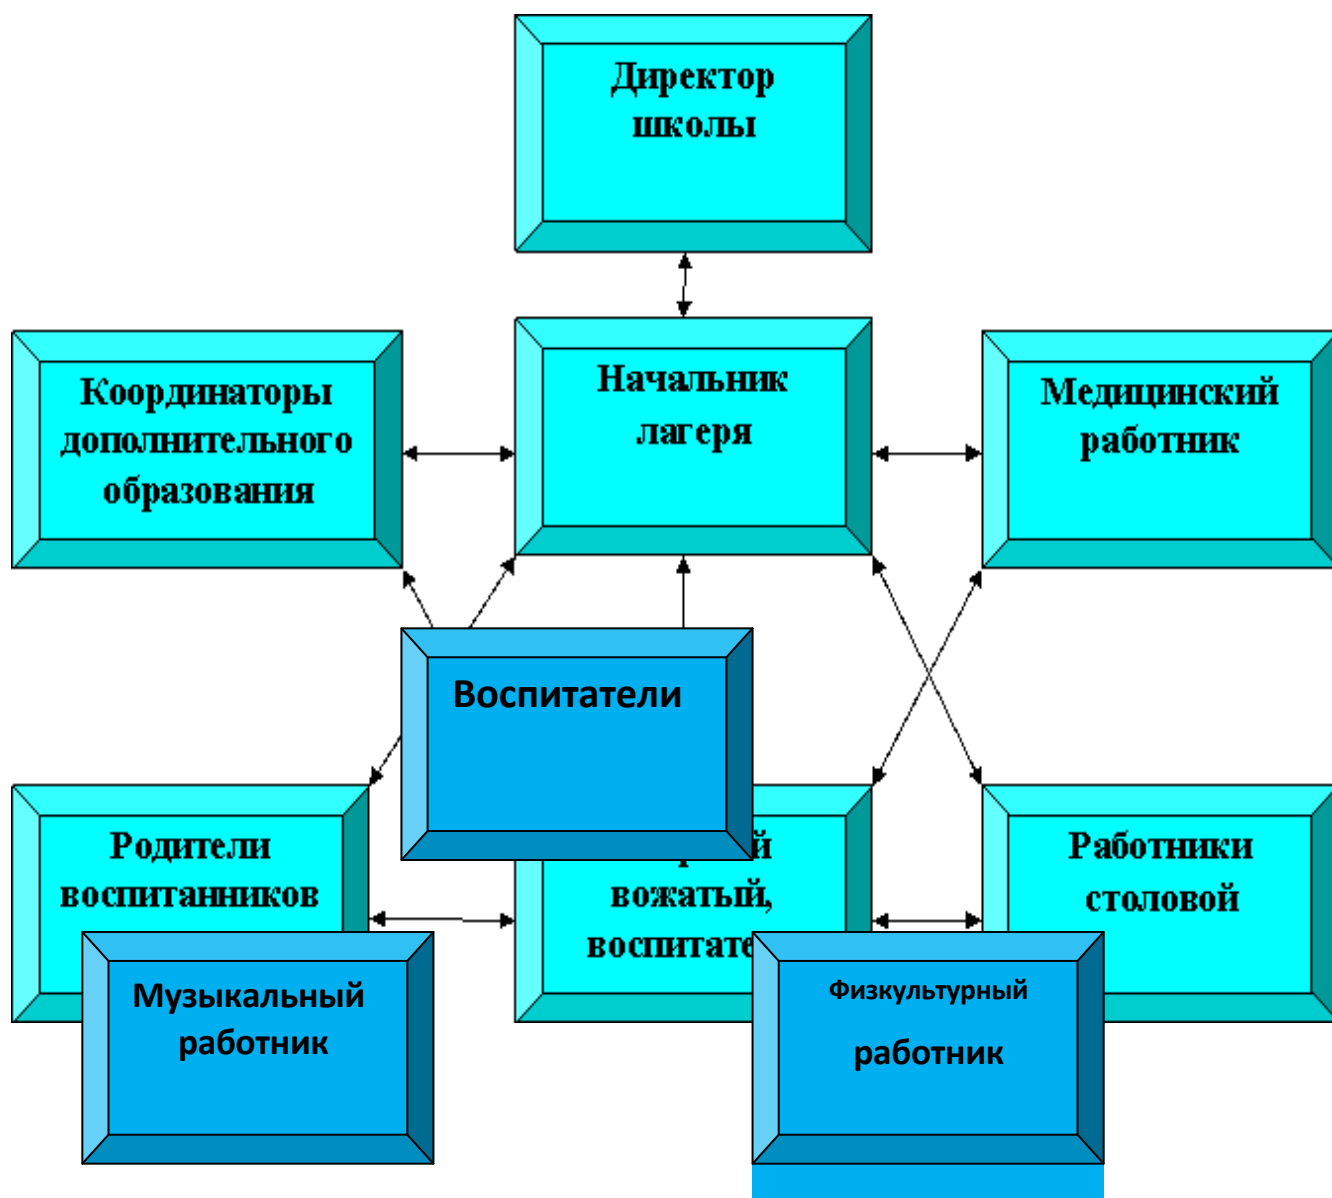 Директор
школы
Координаторы
дополнительного
образования
Начальник
лагеря
Медицинский
работник
Воспитатели
Родители
воспитанников
вожатый,
Работники
столовой
Музыкальный
работник
Физкультурный
работник